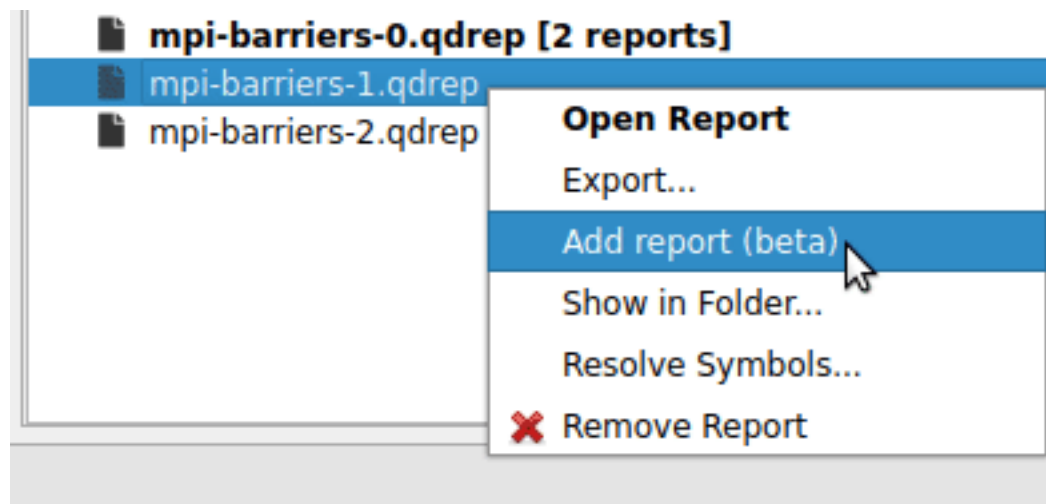 mpi-barriers-0.qdrep [2 reports]
mpi-barriers-1.qdrep
mpi-barriers-2.qdrep
Open Report
Export...
Add report (beta)
Show in Folder...
Resolve Symbols...
Remove Report